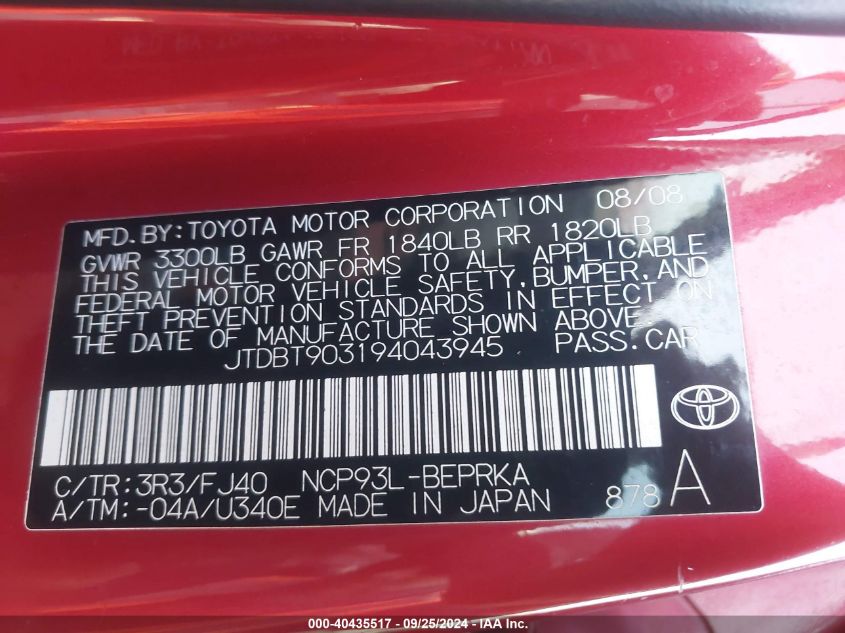 MFD.BY:TOYOTA MOTOR CORPORATION 08/08
GVWR 3300LB GAWR FR 1840LB RR 1820LB
THIS VEHICLE CONFORMS TO ALL APPLICABLE
FEDERAL MOTOR VEHICLE SAFETY,BUMPER,AND
THEFT PREVENTION STANDARDS IN EFFECT ON
THE DATE OF MANUFACTURE SHOWN ABOVE.
JTDBT903194043945 PASS.CAR
C/TR:3R3/FJ40 NCP93L-BEPRKA
A/TM:-04A/U340E MADE IN JAPAN 878 A
000-40435517 - 09/25/2024 - IAA Inc.